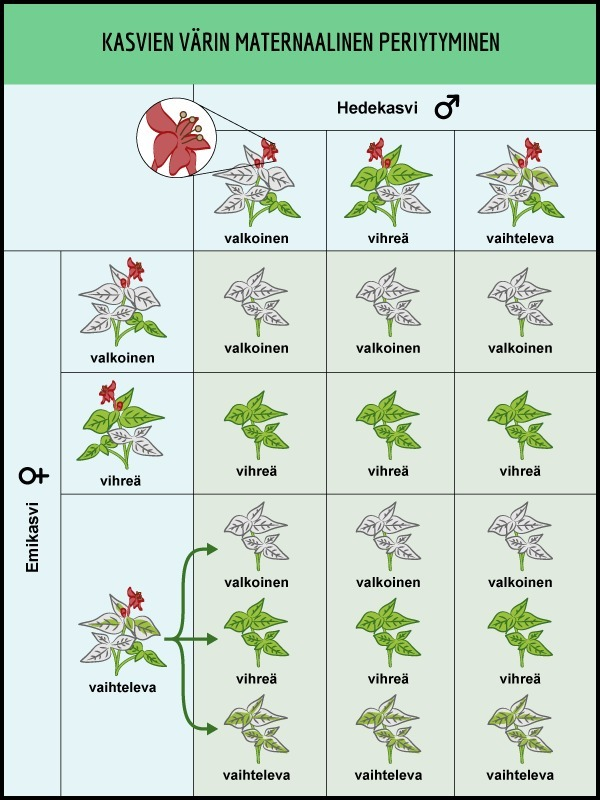 KASVIEN VÄRIN MATERNAALINEN PERIYTYMINEN
Hedekasvi ♂
valkoinen vihreä vaihteleva
valkoinen
valkoinen valkoinen valkoinen
vihreä
vihreä vihreä vihreä
♀ Emikasvi
vaihteleva
valkoinen valkoinen valkoinen
vihreä vihreä vihreä
vaihteleva vaihteleva vaihteleva